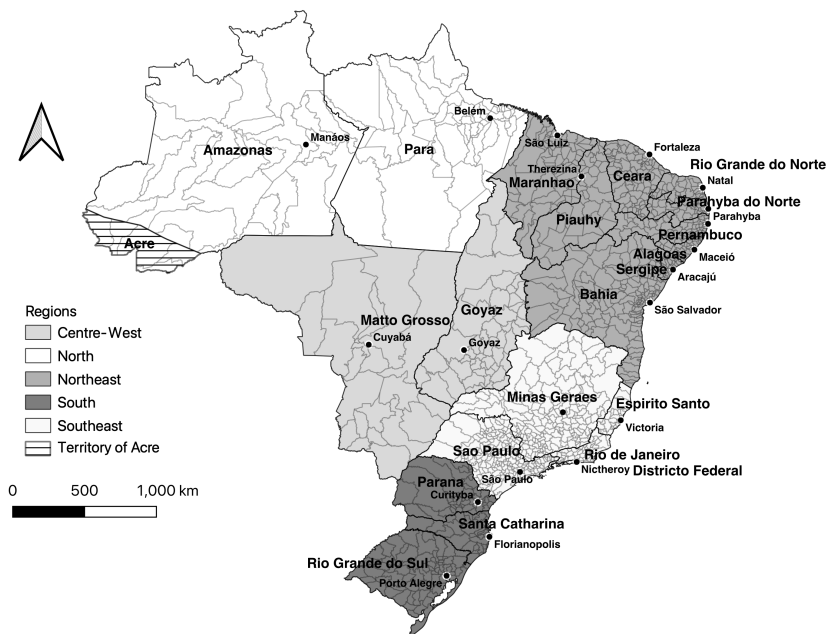 Belém
Manáos
Amazonas
Para
São Luiz
Fortaleza
Rio Grande do Norte
Therezina
Ceara
Natal
Maranhao
Parahyba do Norte
Parahyba
Piauhy
Pernambuco
Acre
Alagoas
Maceió
Sergipe
Aracajú
Bahia
São Salvador
Regions
Centre-West
North
Northeast
South
Southeast
Territory of Acre
Goyaz
Matto Grosso
Cuyabá
Goyaz
Minas Geraes
Espirito Santo
Victoria
Sao Paulo
Rio de Janeiro
Nictheroy
Districto Federal
São Paulo
Parana
Curityba
0 500 1,000 km
Santa Catharina
Florianopolis
Rio Grande do Sul
Porto Alegre